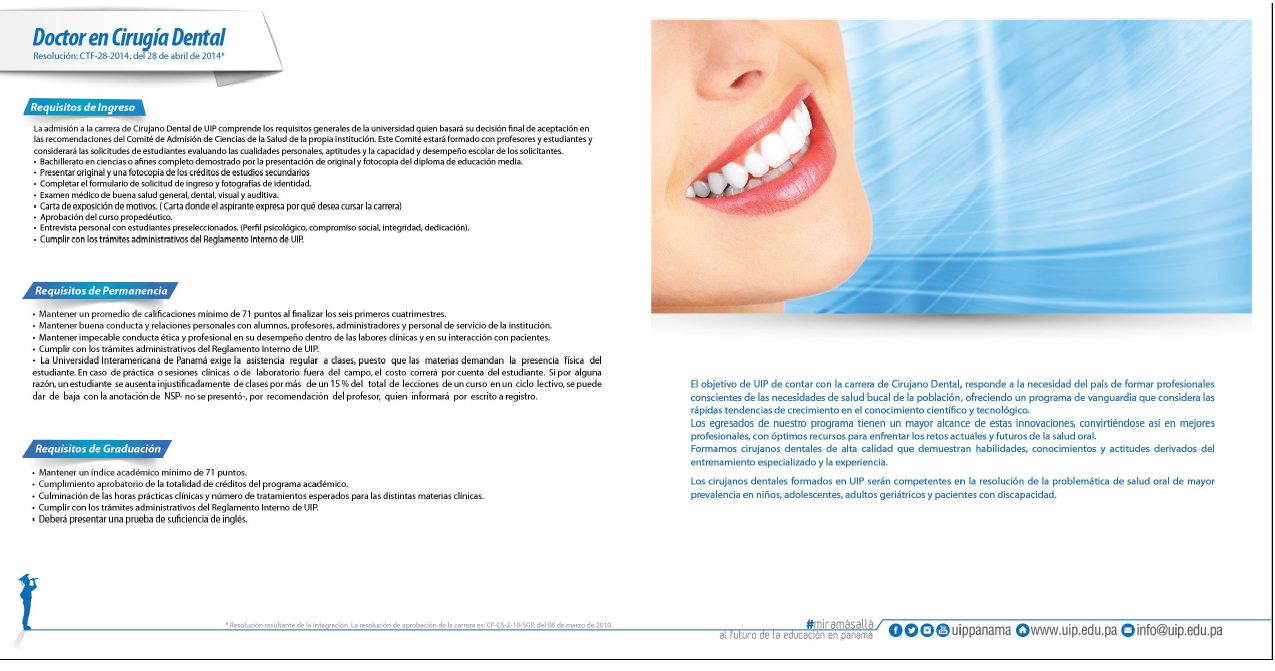 Doctor en Cirugía Dental
Resolución: CTF-28-2014, del 28 de abril de 2014*
Requisitos de Ingreso
La admisión a la carrera de Cirujano Dental de UIP comprende los requisitos generales de la universidad quien basará su decisión final de aceptación en
las recomendaciones del Comité de Admisión de Ciencias de la Salud de la propia institución. Este Comité estará formado con profesores y estudiantes y
considerará las solicitudes de estudiantes evaluando las cualidades personales, aptitudes y la capacidad y desempeño escolar de los solicitantes.
• Bachillerato en ciencias o afines completo demostrado por la presentación de original y fotocopia del diploma de educación media.
• Presentar original y una fotocopia de los créditos de estudios secundarios
• Completar el formulario de solicitud de ingreso y fotografías de identidad.
• Examen médico de buena salud general, dental, visual y auditiva.
• Carta de exposición de motivos. ( Carta donde el aspirante expresa por qué desea cursar la carrera)
• Aprobación del curso propedéutico.
• Entrevista personal con estudiantes preseleccionados. (Perfil psicológico, compromiso social, integridad, dedicación).
• Cumplir con los trámites administrativos del Reglamento Interno de UIP.
Requisitos de Permanencia
• Mantener un promedio de calificaciones mínimo de 71 puntos al finalizar los seis primeros cuatrimestres.
• Mantener buena conducta y relaciones personales con alumnos, profesores, administradores y personal de servicio de la institución.
• Mantener impecable conducta ética y profesional en su desempeño dentro de las labores clínicas y en su interacción con pacientes.
• Cumplir con los trámites administrativos del Reglamento Interno de UIP.
• La Universidad Interamericana de Panamá exige la asistencia regular a clases, puesto que las materias demandan la presencia física del
estudiante. En caso de práctica o sesiones clínicas o de laboratorio fuera del campo, el costo correrá por cuenta del estudiante. Si por alguna
razón, un estudiante se ausenta injustificadamente de clases por más de un 15 % del total de lecciones de un curso en un ciclo lectivo, se puede
dar de baja con la anotación de NSP- no se presentó-, por recomendación del profesor, quien informará por escrito a registro.
Requisitos de Graduación
• Mantener un índice académico mínimo de 71 puntos.
• Cumplimiento aprobatorio de la totalidad de créditos del programa académico.
• Culminación de las horas prácticas clínicas y número de tratamientos esperados para las distintas materias clínicas.
• Cumplir con los trámites administrativos del Reglamento Interno de UIP.
• Deberá presentar una prueba de suficiencia de inglés.
* Resolución resultante de la integración. La resolución de aprobación de la carrera es: CF-CS-2-10-SGP, del 08 de marzo de 2010.
El objetivo de UIP de contar con la carrera de Cirujano Dental, responde a la necesidad del país de formar profesionales
conscientes de las necesidades de salud bucal de la población, ofreciendo un programa de vanguardia que considera las
rápidas tendencias de crecimiento en el conocimiento científico y tecnológico.
Los egresados de nuestro programa tienen un mayor alcance de estas innovaciones, convirtiéndose así en mejores
profesionales, con óptimos recursos para enfrentar los retos actuales y futuros de la salud oral.
Formamos cirujanos dentales de alta calidad que demuestran habilidades, conocimientos y actitudes derivados del
entrenamiento especializado y la experiencia.
Los cirujanos dentales formados en UIP serán competentes en la resolución de la problemática de salud oral de mayor
prevalencia en niños, adolescentes, adultos geriátricos y pacientes con discapacidad.
#miramàsallà
al futuro de la educación en panamá
uippanama www.uip.edu.pa info@uip.edu.pa